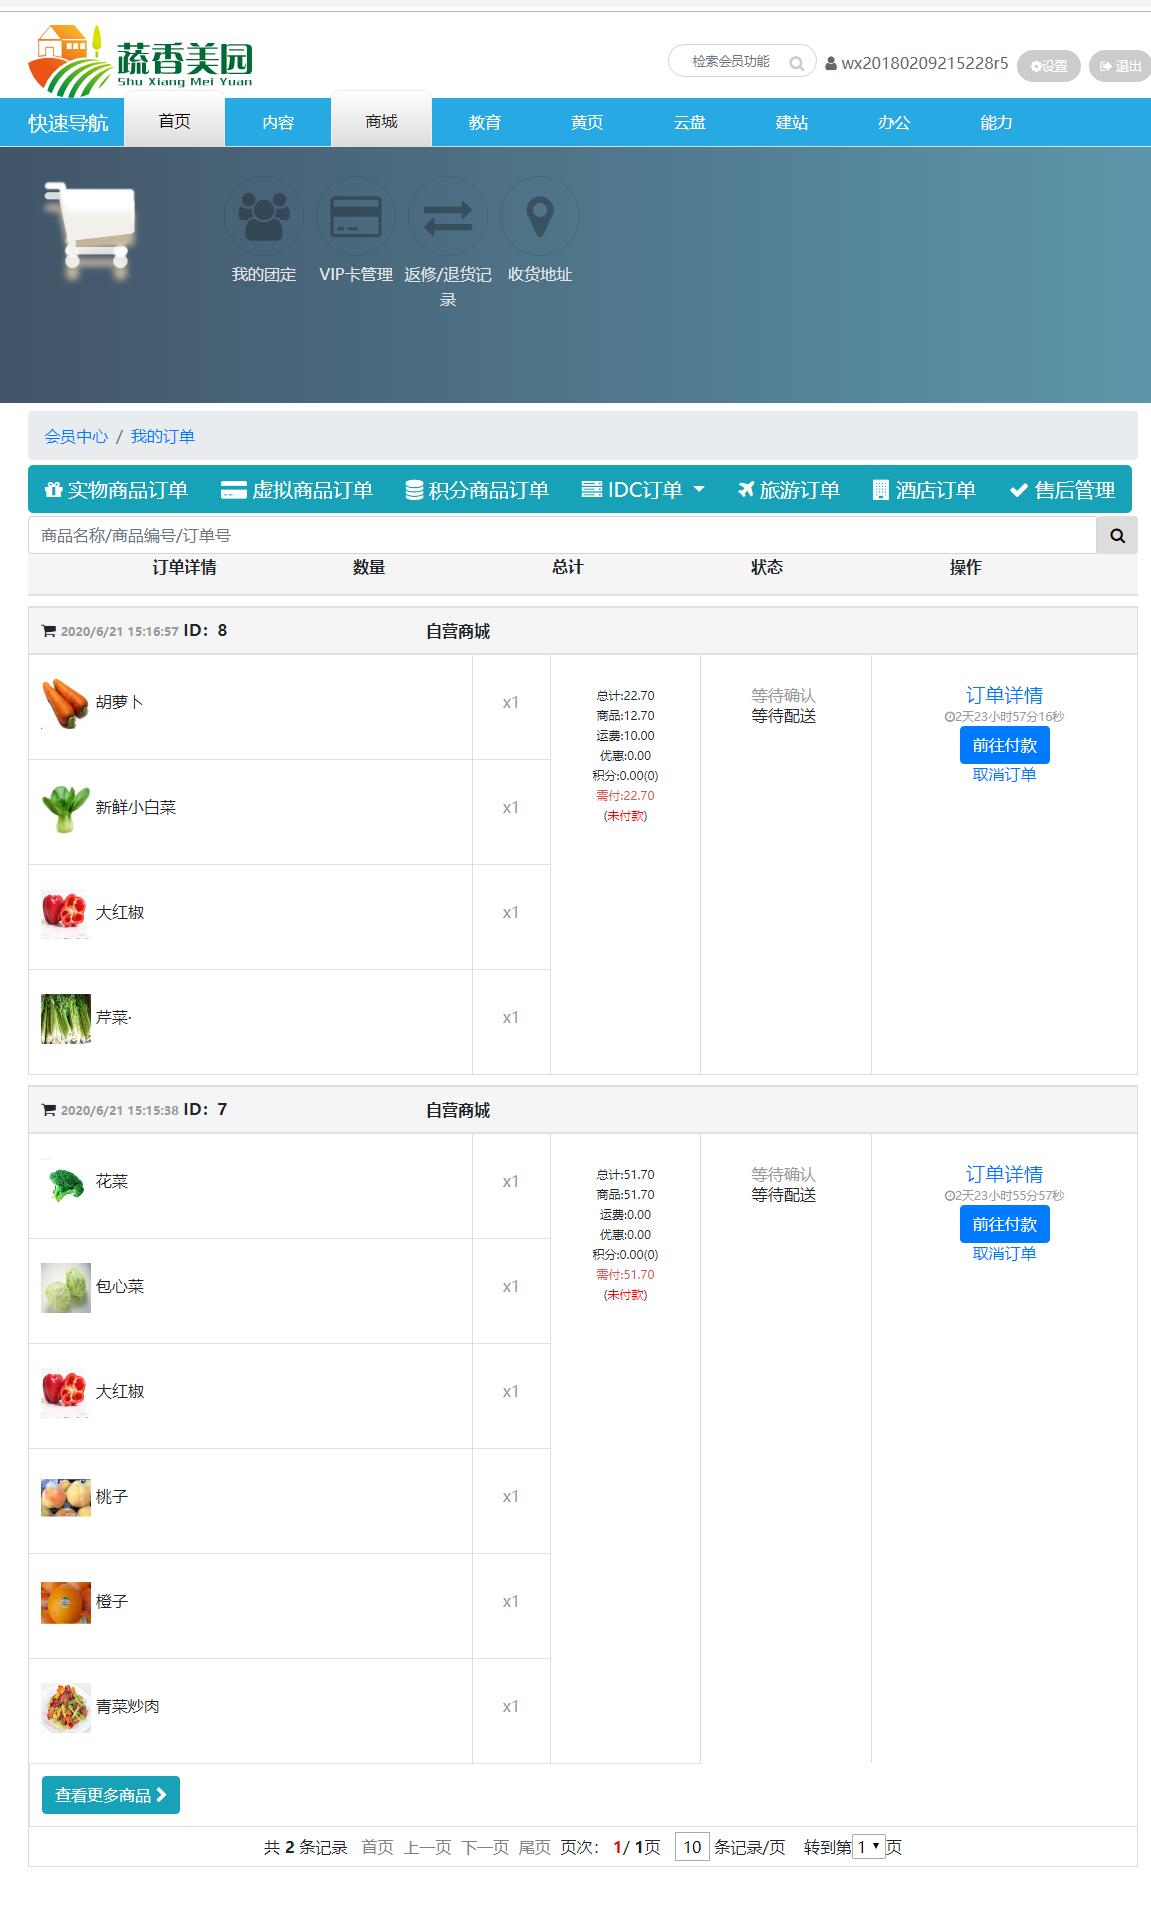 蔬香美园
Shu Xiang Mei Yuan
检索会员功能
wx20180209215228r5
设置
退出
快速导航
首页
内容
商城
教育
黄页
云盘
建站
办公
能力
我的团定
VIP卡管理
返修/退货记
录
收货地址
会员中心 / 我的订单
实物商品订单
虚拟商品订单
积分商品订单
IDC订单
旅游订单
酒店订单
售后管理
商品名称/商品编号/订单号
订单详情
数量
总计
状态
操作
2020/6/21 15:16:57 ID：8
自营商城
胡萝卜
x1
总计:22.70
商品:12.70
运费:10.00
优惠:0.00
积分:0.00(0)
需付:22.70
(未付款)
等待确认
等待配送
订单详情
2天23小时57分16秒
前往付款
取消订单
新鲜小白菜
x1
大红椒
x1
芹菜·
x1
2020/6/21 15:15:38 ID：7
自营商城
花菜
x1
总计:51.70
商品:51.70
运费:0.00
优惠:0.00
积分:0.00(0)
需付:51.70
(未付款)
等待确认
等待配送
订单详情
2天23小时55分57秒
前往付款
取消订单
包心菜
x1
大红椒
x1
桃子
x1
橙子
x1
青菜炒肉
x1
查看更多商品
共 2 条记录 首页 上一页 下一页 尾页 页次： 1/ 1页 10 条记录/页 转到第1页